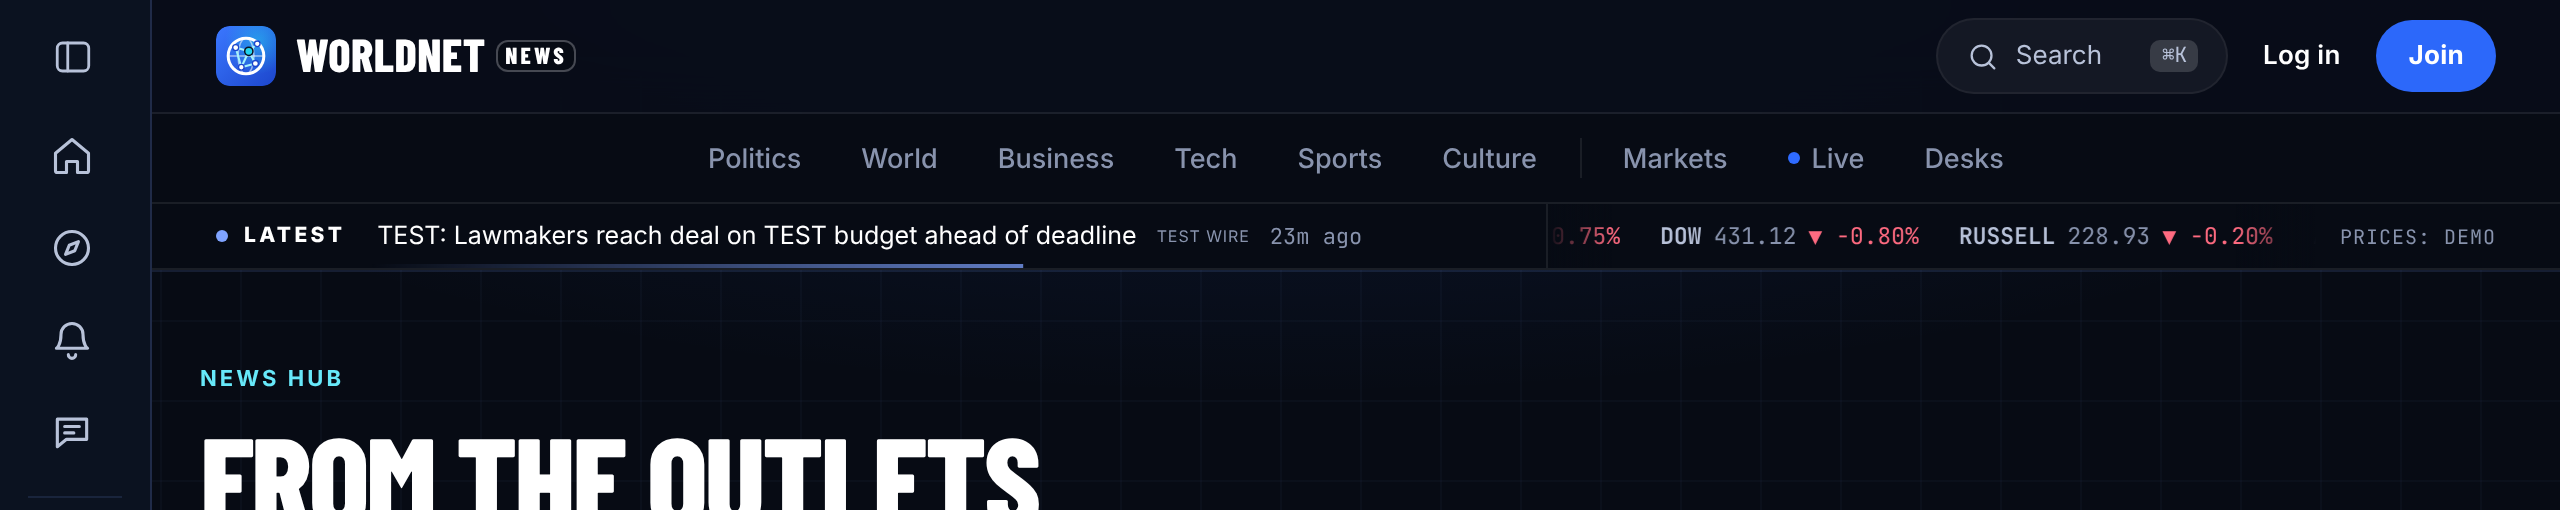 WORLDNET NEWS
Search ⌘K Log in Join
Politics World Business Tech Sports Culture Markets Live Desks
LATEST TEST: Lawmakers reach deal on TEST budget ahead of deadline TEST WIRE 23m ago 0.75% DOW 431.12 ▼ -0.80% RUSSELL 228.93 ▼ -0.20% PRICES: DEMO
NEWS HUB
FROM THE OUTLETS